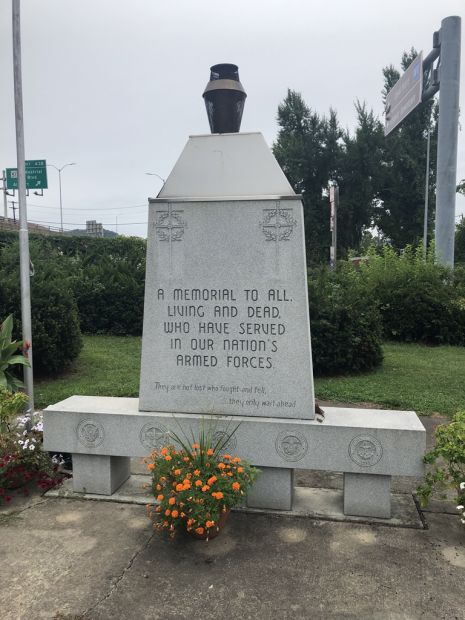 A MEMORIAL TO ALL,
LIVING AND DEAD,
WHO HAVE SERVED
IN OUR NATION'S
ARMED FORCES.
They are not lost who fought and fell,
...they only wait ahead